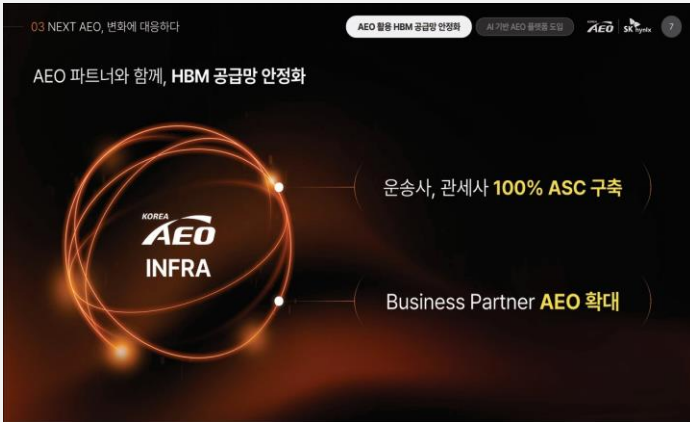 03 NEXT AEO, 변화에 대응하다
AEO 활용 HBM 공급망 안정화
AI 기반 AEO 플랫폼 도입
KOREA
AEO
SK hynix
7
AEO 파트너와 함께, HBM 공급망 안정화
운송사, 관세사 100% ASC 구축
KOREA
AEO
INFRA
Business Partner AEO 확대